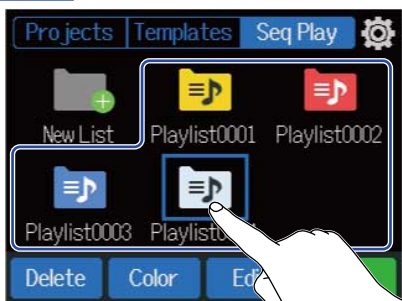 Projects Templates Seq Play
New List Playlist0001 Playlist0002
Playlist0003
Delete Color